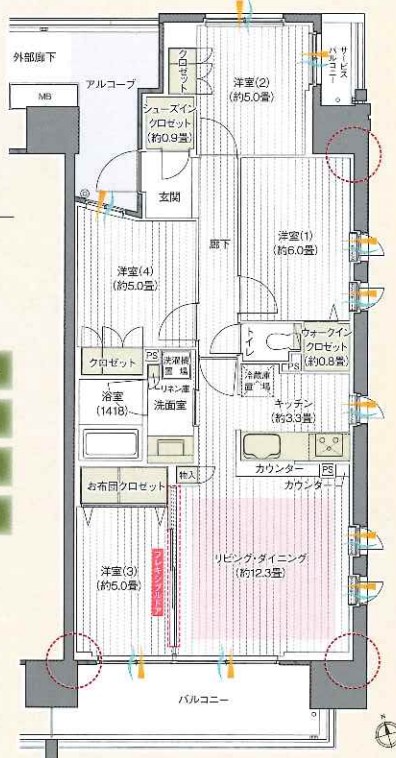 外部廊下
アルコーブ
MB
クロゼット
洋室(2)
(約5.0畳)
サービス
バルコニー
シューズイン
クロゼット
(約0.9畳)
玄関
廊下
洋室(1)
(約6.0畳)
洋室(4)
(約5.0畳)
トイレ
ウォークイン
クロゼット
(約0.8畳)
PS
クロゼット
PS
洗濯機
置場
リネン庫
冷蔵庫
置場
キッチン
(約3.3畳)
浴室
(1418)
洗面室
カウンター
PS
カウンター
お布団クロゼット
物入
洋室(3)
(約5.0畳)
フレキシブルドア
リビング・ダイニング
(約12.3畳)
バルコニー
N